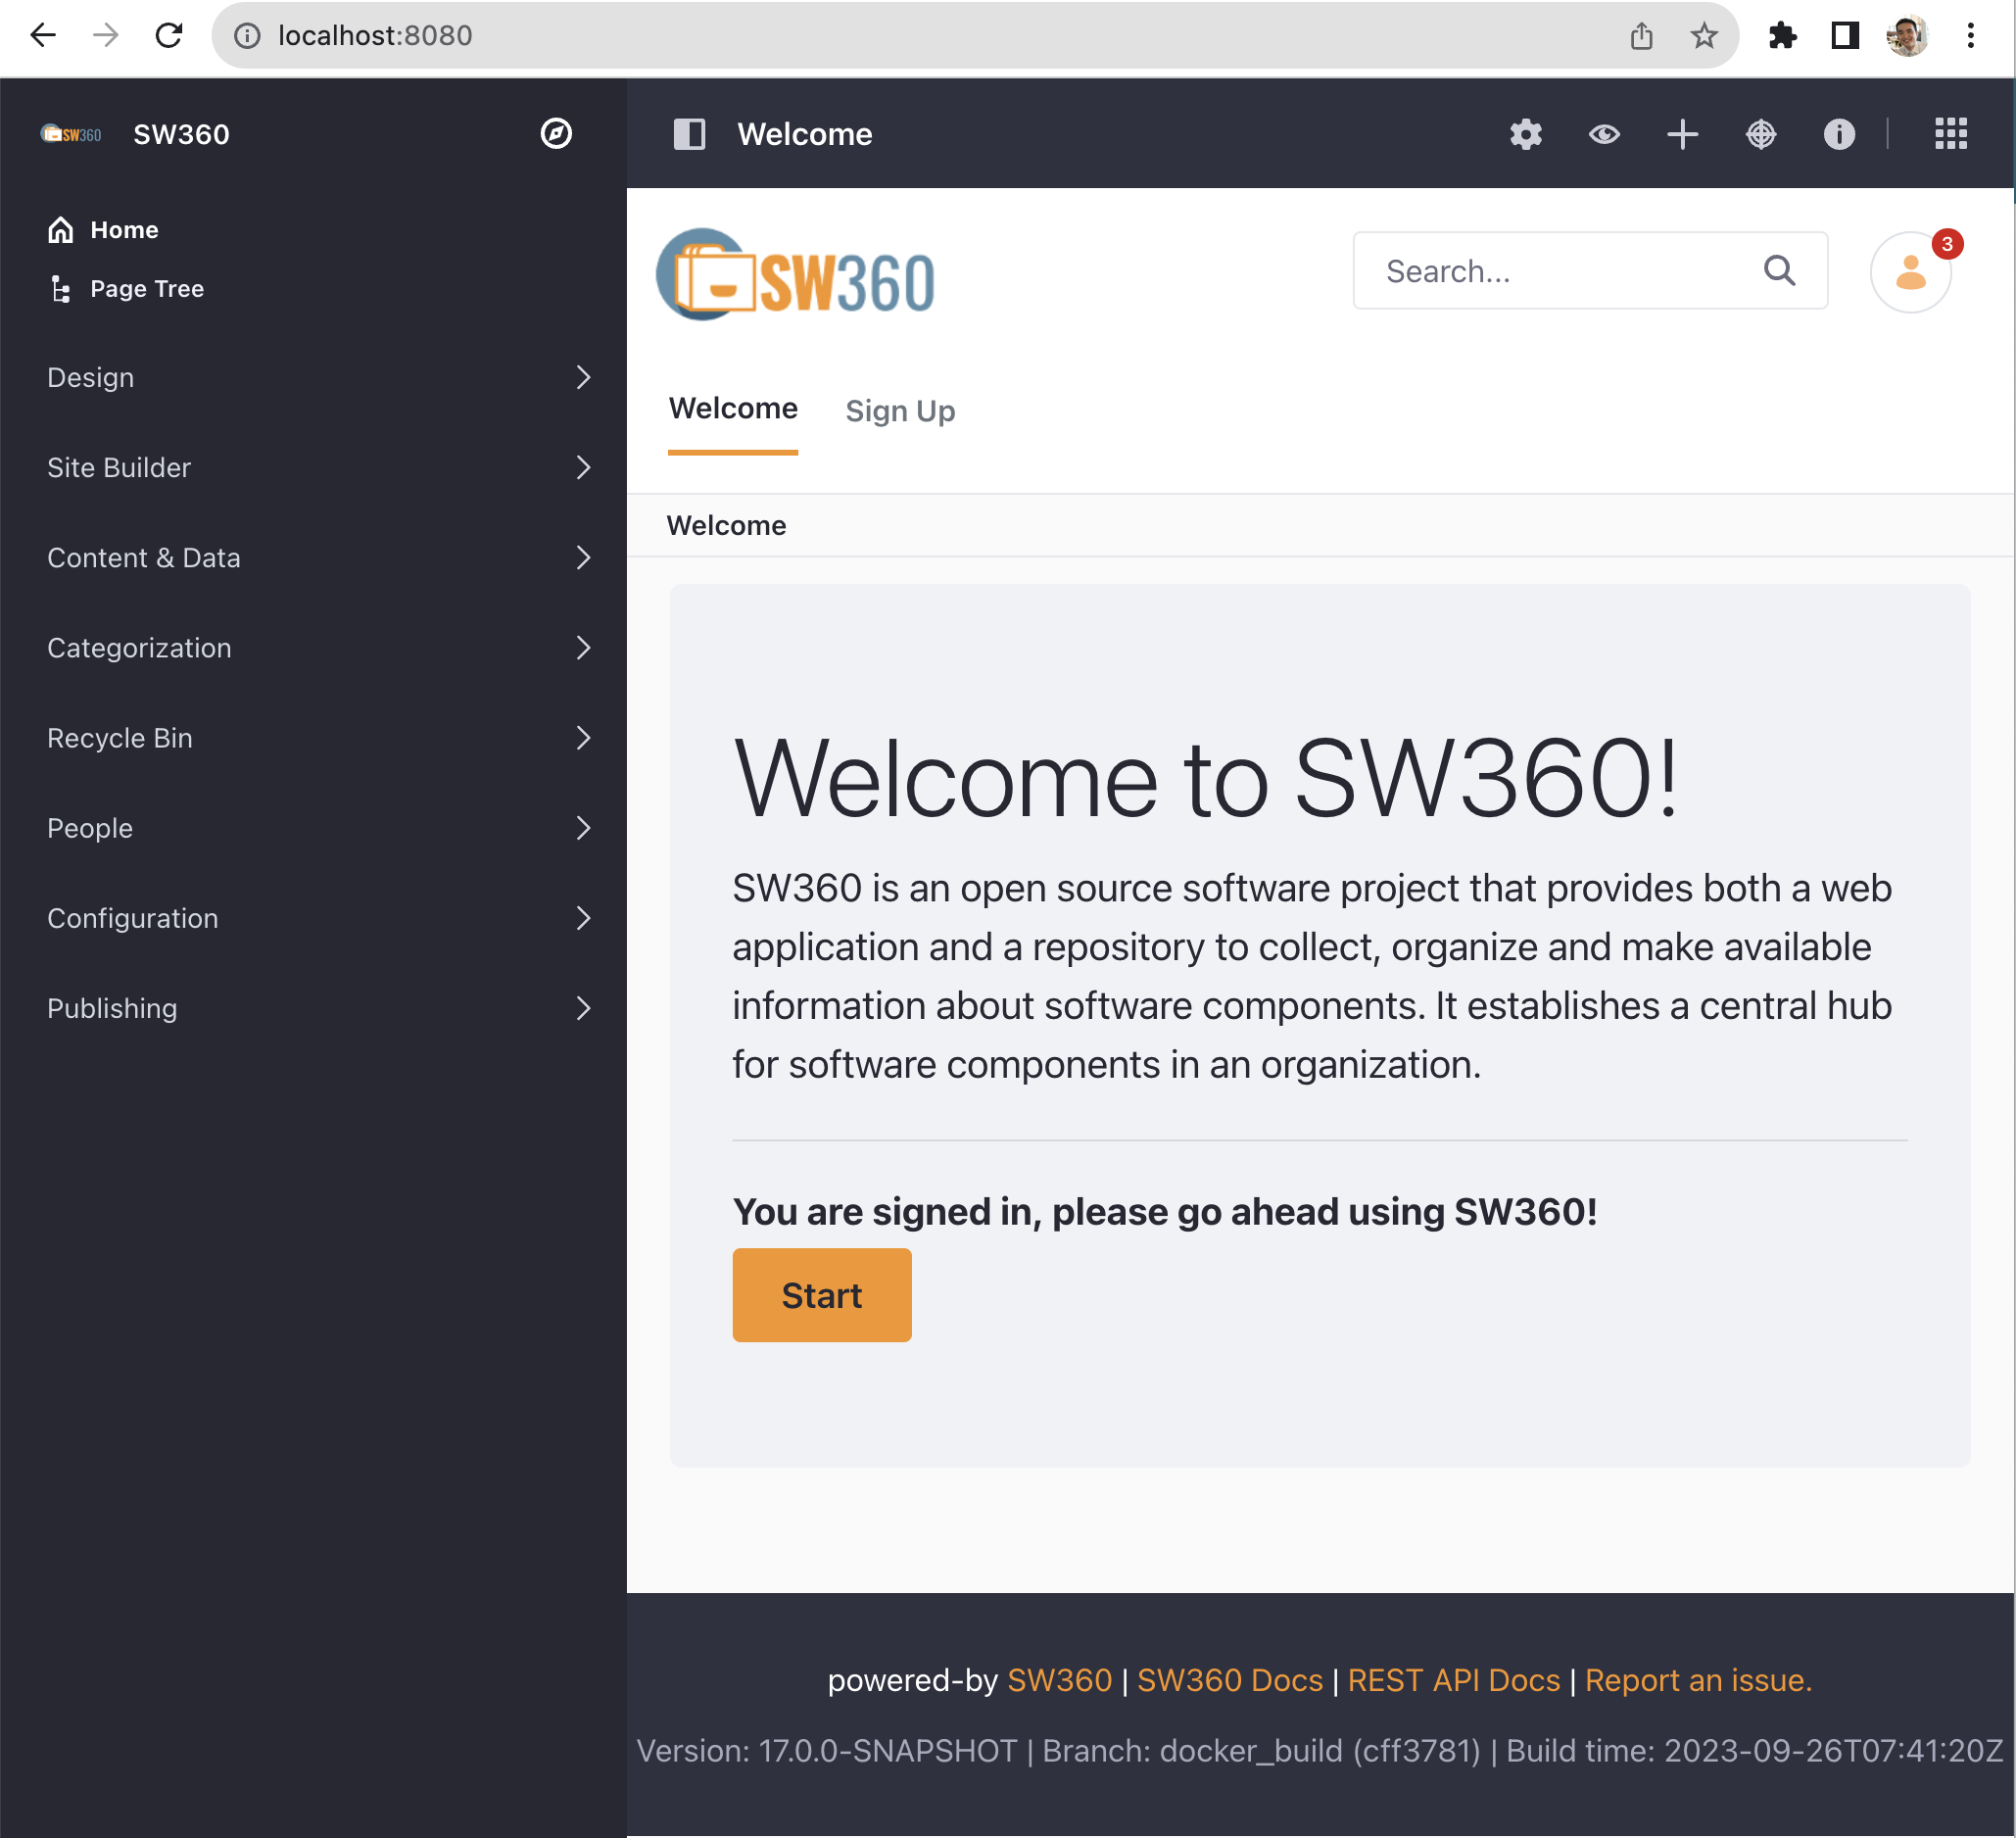 localhost:8080
SW360
SW360
Welcome
Home
Page Tree
Design
Site Builder
Content & Data
Categorization
Recycle Bin
People
Configuration
Publishing
SW360
Search...
3
Welcome
Sign Up
Welcome
Welcome to SW360!
SW360 is an open source software project that provides both a web
application and a repository to collect, organize and make available
information about software components. It establishes a central hub
for software components in an organization.
You are signed in, please go ahead using SW360!
Start
powered-by SW360 | SW360 Docs | REST API Docs | Report an issue.
Version: 17.0.0-SNAPSHOT | Branch: docker_build (cff3781) | Build time: 2023-09-26T07:41:20Z